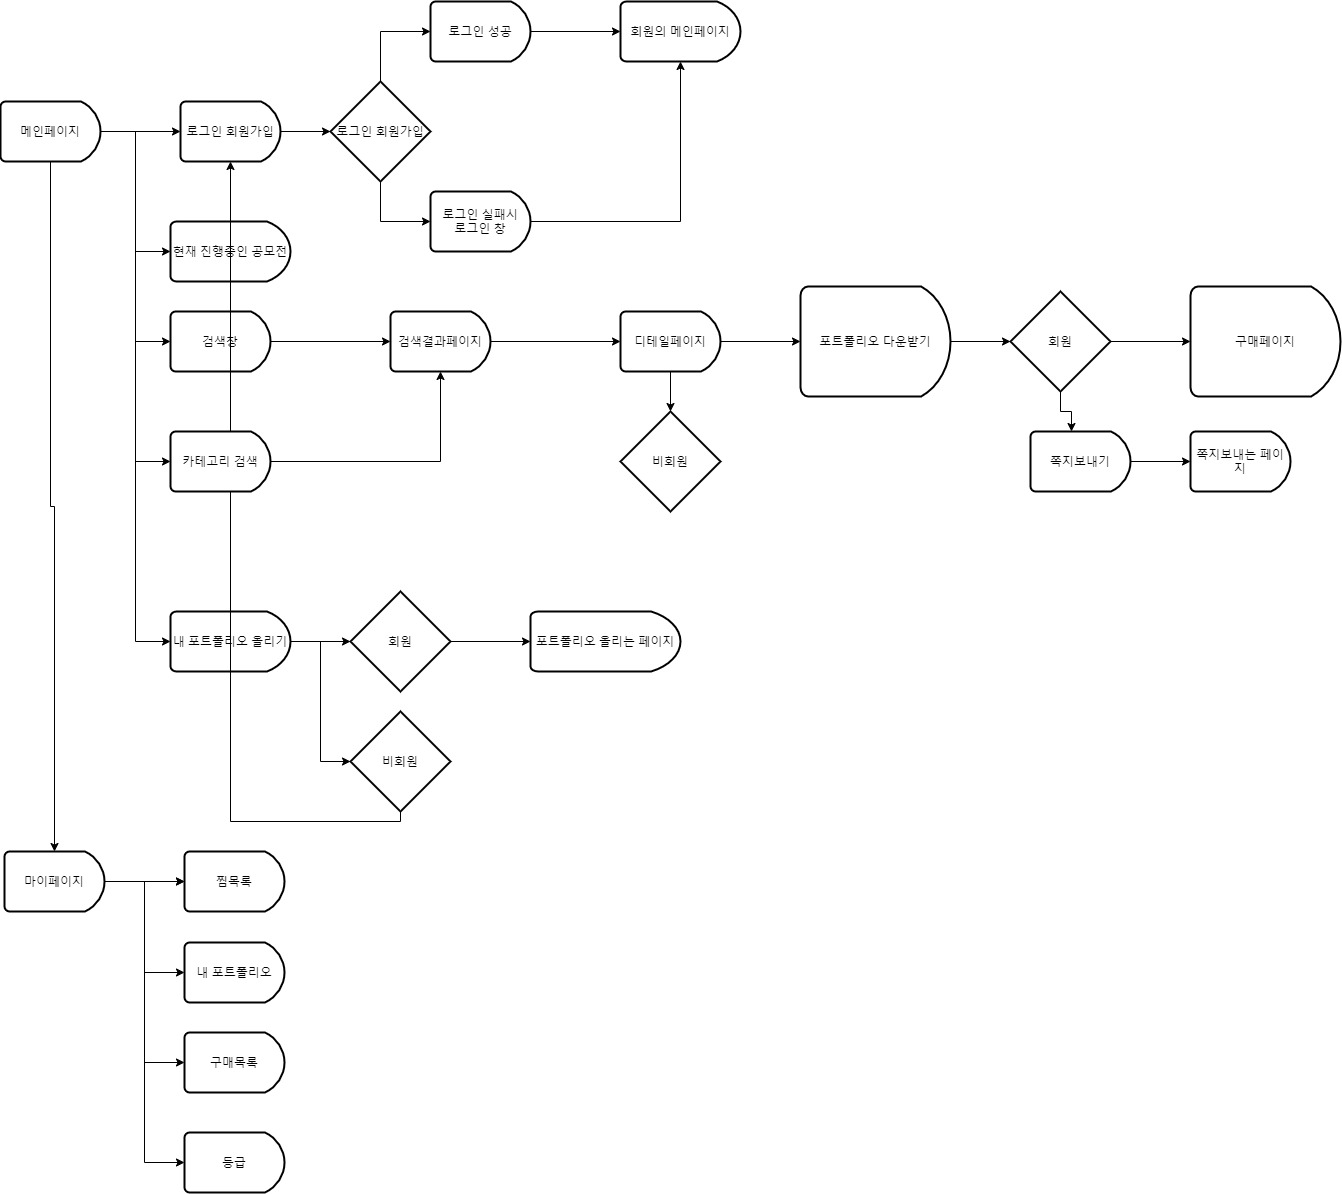 로그인 성공
회원의 메인페이지
메인페이지
로그인 회원가입
로그인 회원가입
로그인 실패시
로그인 창
현재 진행중인 공모전
검색창
검색결과페이지
디테일페이지
포트폴리오 다운받기
회원
구매페이지
카테고리 검색
비회원
쪽지보내기
쪽지보내는 페이
지
내 포트폴리오 올리기
회원
포트폴리오 올리는 페이지
비회원
마이페이지
찜목록
내 포트폴리오
구매목록
등급